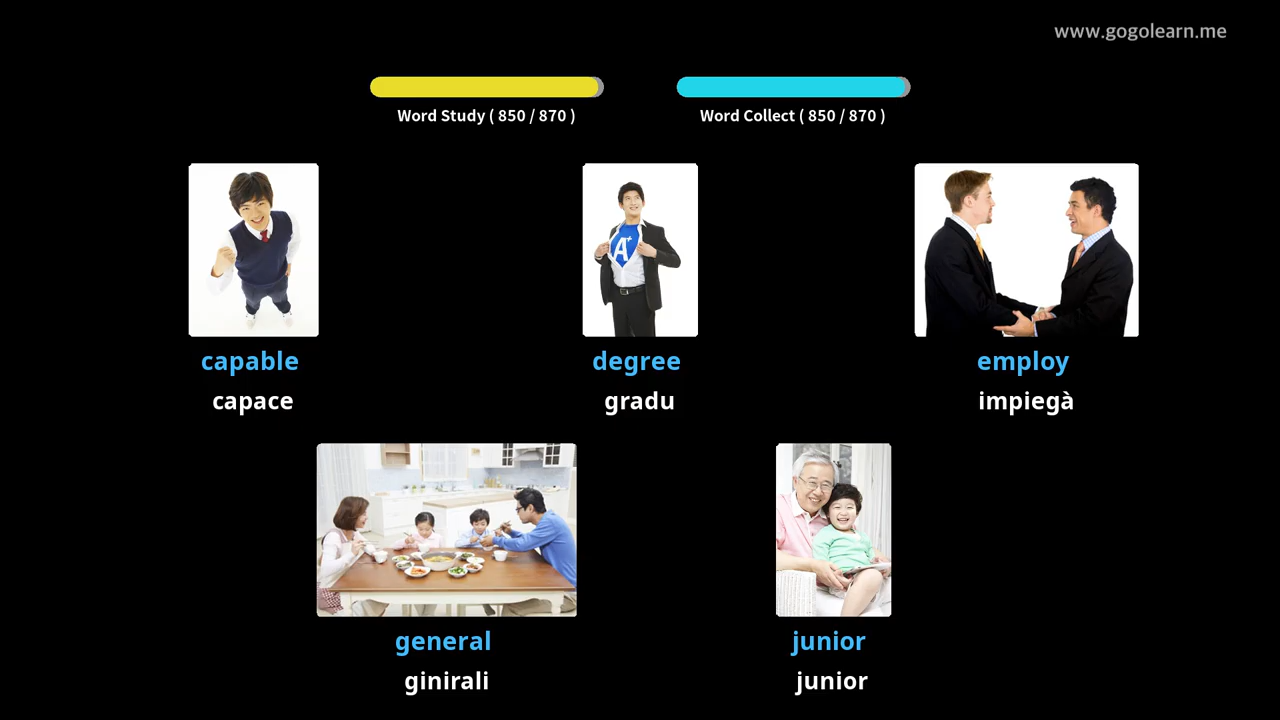 www.gogolearn.me
Word Study ( 850 / 870 )
Word Collect ( 850 / 870 )
A+
capable
degree
employ
capace
gradu
impiegà
general
junior
ginirali
junior